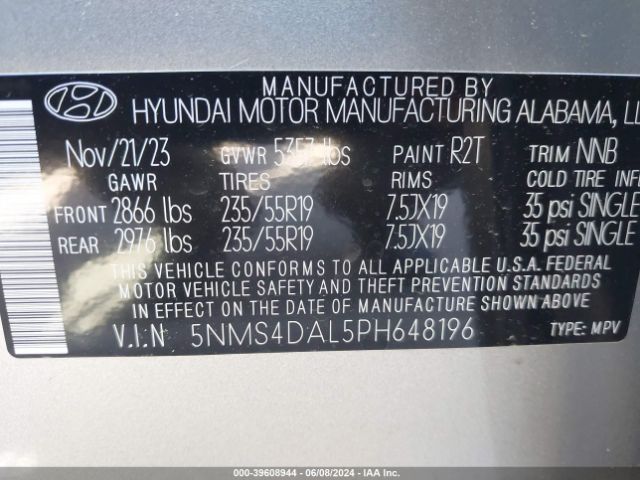 MANUFACTURED BY
HYUNDAI MOTOR MANUFACTURING ALABAMA, LL
Nov/21/23 GVWR 5357 lbs PAINT R2T TRIM NNB
GAWR TIRES RIMS COLD TIRE INF
FRONT 2866 lbs 235/55R19 7.5JX19 35 psi SINGLE
REAR 2976 lbs 235/55R19 7.5JX19 35 psi SINGLE
THIS VEHICLE CONFORMS TO ALL APPLICABLE U.S.A. FEDERAL
MOTOR VEHICLE SAFETY AND THEFT PREVENTION STANDARDS
IN EFFECT ON THE DATE OF MANUFACTURE SHOWN ABOVE
V.I.N 5NMS4DAL5PH648196 TYPE: MPV
000-39608944 - 06/08/2024 - IAA Inc.